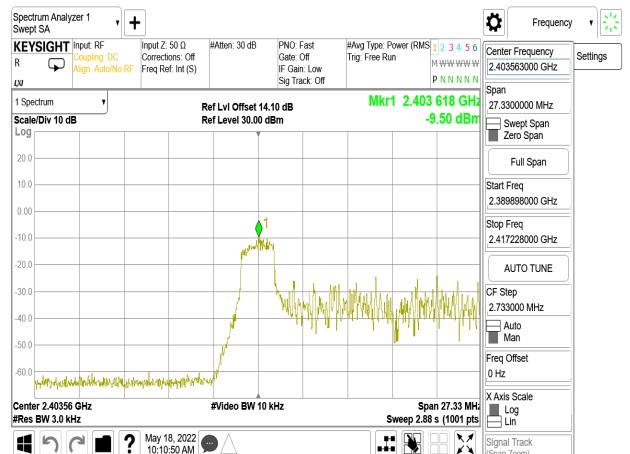 Spectrum Analyzer 1
Swept SA
Frequency
KEYSIGHT
R
Input: RF
Coupling: DC
Align: Auto/No RF
Input Z: 50 Ω
Corrections: Off
Freq Ref: Int (S)
#Atten: 30 dB
PNO: Fast
Gate: Off
IF Gain: Low
Sig Track: Off
#Avg Type: Power (RMS
Trig: Free Run
1 2 3 4 5 6
M W W W W W
P N N N N N
1 Spectrum
Scale/Div 10 dB
Log
Ref Lvl Offset 14.10 dB
Ref Level 30.00 dBm
Mkr1 2.403 618 GHz
-9.50 dBm
20.0
10.0
0.00
-10.0
-20.0
-30.0
-40.0
-50.0
-60.0
1
Center 2.40356 GHz
#Res BW 3.0 kHz
#Video BW 10 kHz
Span 27.33 MHz
Sweep 2.88 s (1001 pts)
May 18, 2022
10:10:50 AM
Center Frequency
2.403563000 GHz
Settings
Span
27.3300000 MHz
Swept Span
Zero Span
Full Span
Start Freq
2.389898000 GHz
Stop Freq
2.417228000 GHz
AUTO TUNE
CF Step
2.733000 MHz
Auto
Man
Freq Offset
0 Hz
X Axis Scale
Log
Lin
Signal Track
(Span Zoom)